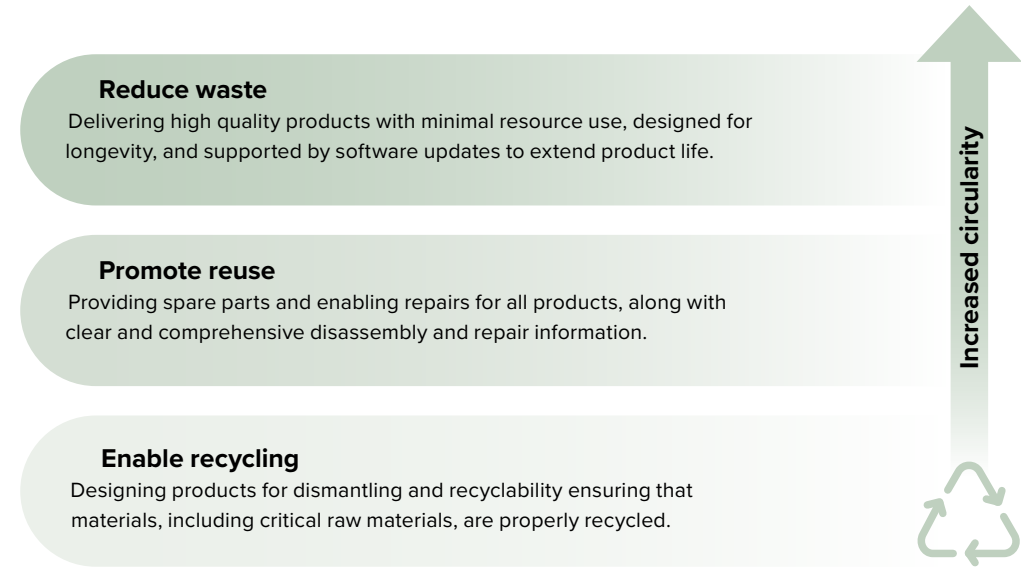 Reduce waste
Delivering high quality products with minimal resource use, designed for
longevity, and supported by software updates to extend product life.
Promote reuse
Providing spare parts and enabling repairs for all products, along with
clear and comprehensive disassembly and repair information.
Enable recycling
Designing products for dismantling and recyclability ensuring that
materials, including critical raw materials, are properly recycled.
Increased circularity